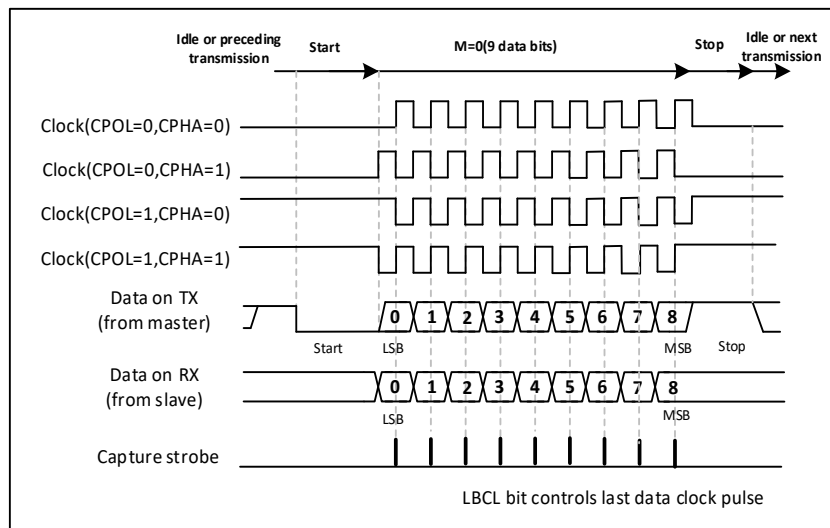 Idle or preceding
transmission
Start
M=0(9 data bits)
Stop
Idle or next
transmission
Clock(CPOL=0,CPHA=0)
Clock(CPOL=0,CPHA=1)
Clock(CPOL=1,CPHA=0)
Clock(CPOL=1,CPHA=1)
Data on TX
(from master)
0 1 2 3 4 5 6 7 8
Start
LSB
MSB
Stop
Data on RX
(from slave)
0 1 2 3 4 5 6 7 8
LSB
MSB
Capture strobe
LBCL bit controls last data clock pulse